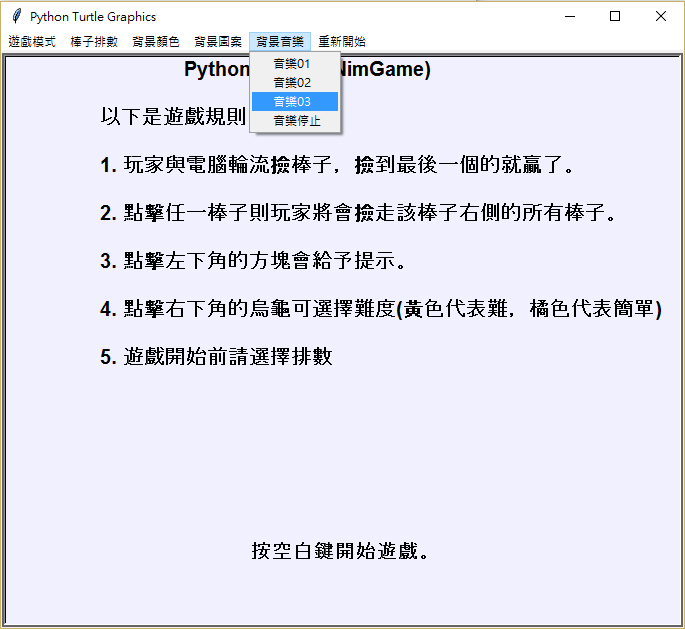 Python Turtle Graphics
遊戲模式 棒子排數 背景顏色 背景圖案 背景音樂 重新開始
音樂01
音樂02
音樂03
音樂停止
Python NimGame)
以下是遊戲規則
1. 玩家與電腦輪流撿棒子，撿到最後一個的就贏了。
2. 點擊任一棒子則玩家將會撿走該棒子右側的所有棒子。
3. 點擊左下角的方塊會給予提示。
4. 點擊右下角的烏龜可選擇難度(黃色代表難，橘色代表簡單)
5. 遊戲開始前請選擇排數
按空白鍵開始遊戲。